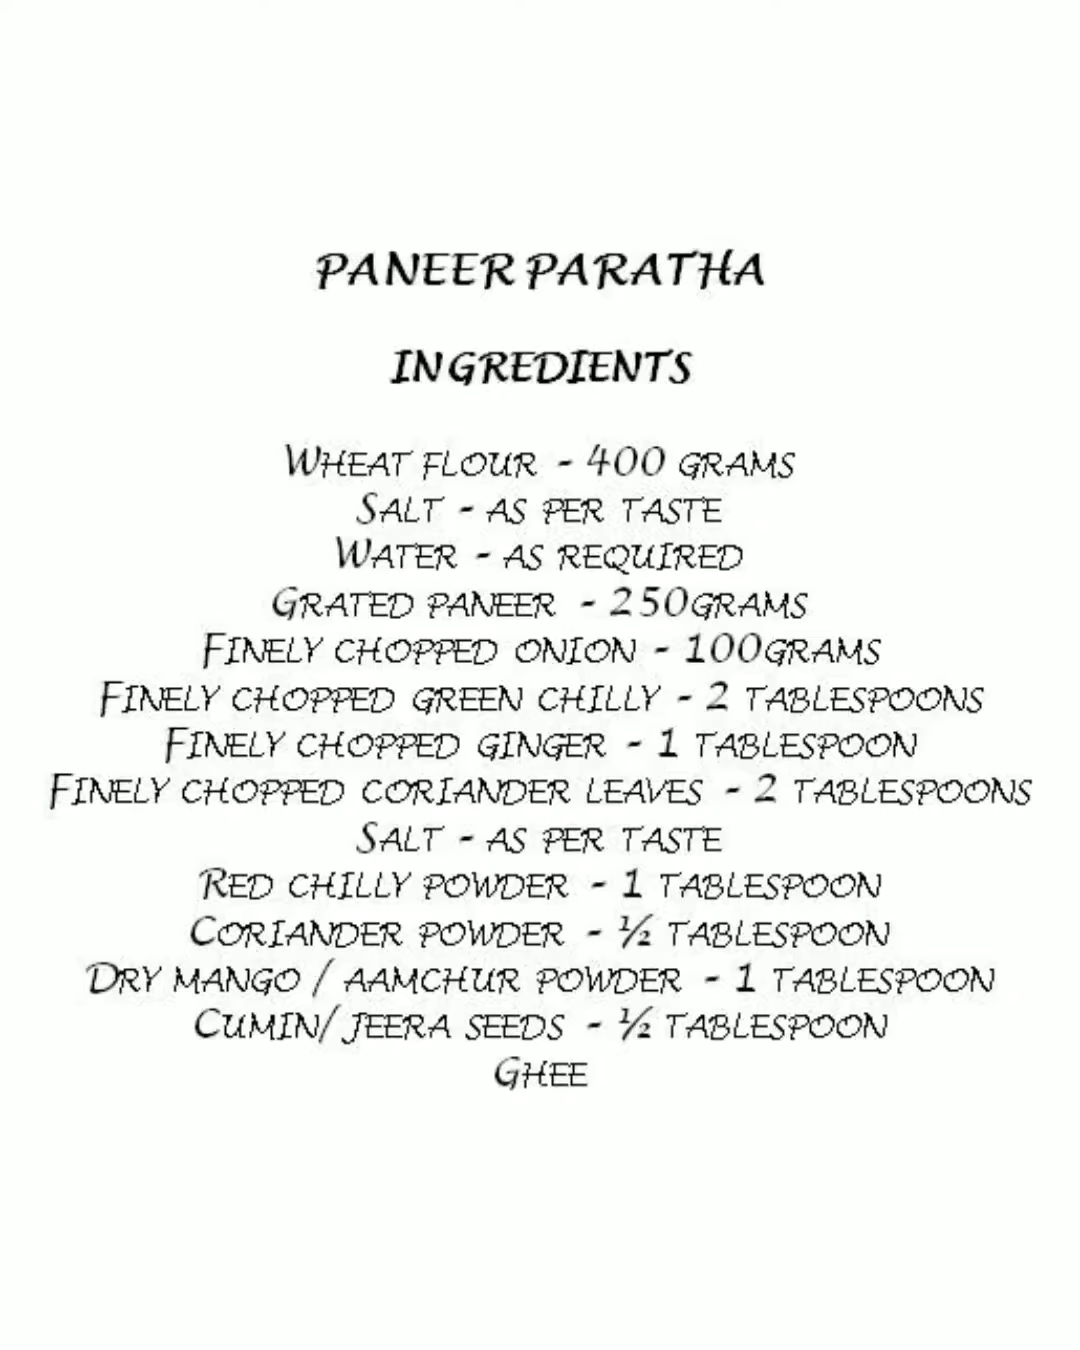 PANEER PARATHA
INGREDIENTS
WHEAT FLOUR - 400 GRAMS
SALT - AS PER TASTE
WATER - AS REQUIRED
GRATED PANEER - 250GRAMS
FINELY CHOPPED ONION - 100GRAMS
FINELY CHOPPED GREEN CHILLY - 2 TABLESPOONS
FINELY CHOPPED GINGER - 1 TABLESPOON
FINELY CHOPPED CORIANDER LEAVES - 2 TABLESPOONS
SALT - AS PER TASTE
RED CHILLY POWDER - 1 TABLESPOON
CORIANDER POWDER - ½ TABLESPOON
DRY MANGO / AAMCHUR POWDER - 1 TABLESPOON
CUMIN/ JEERA SEEDS - ½ TABLESPOON
GHEE